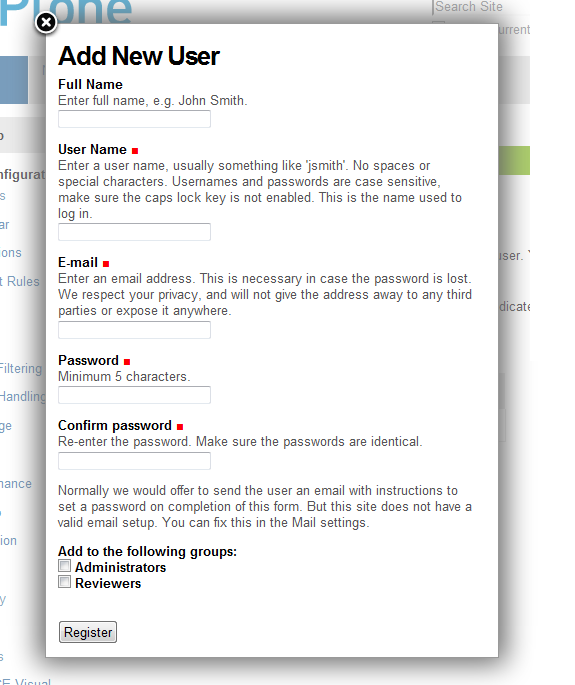 Plone
Search Site
urrent
Add New User
Full Name
Enter full name, e.g. John Smith.
User Name
Enter a user name, usually something like 'jsmith'. No spaces or
special characters. Usernames and passwords are case sensitive,
make sure the caps lock key is not enabled. This is the name used to
log in.
E-mail
Enter an email address. This is necessary in case the password is lost.
We respect your privacy, and will not give the address away to any third
parties or expose it anywhere.
Password
Minimum 5 characters.
Confirm password
Re-enter the password. Make sure the passwords are identical.
Normally we would offer to send the user an email with instructions to
set a password on completion of this form. But this site does not have a
valid email setup. You can fix this in the Mail settings.
Add to the following groups:
Administrators
Reviewers
Register
nfigurat
s
ar
ions
t Rules
Filtering
Handling
ge
nance
ion
y
s
CE Visual
user.
dicate